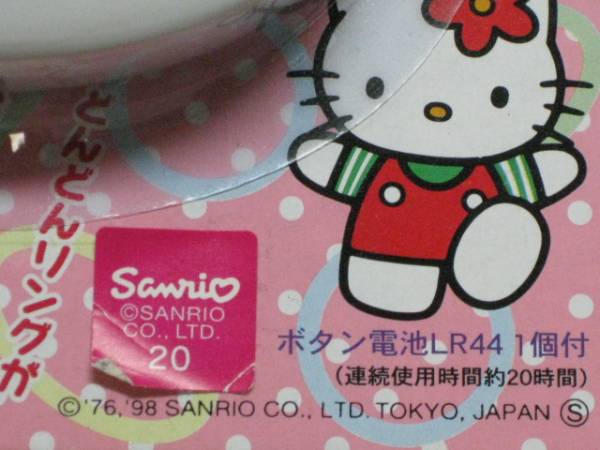 とんどんリングが
Sanrio
©SANRIO
CO., LTD.
20
ボタン電池LR44 1個付
(連続使用時間約20時間)
©'76,'98 SANRIO CO., LTD. TOKYO, JAPAN Ⓢ